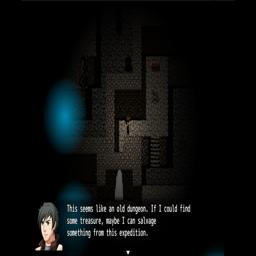 This seems like an old dungeon. If I could find
some treasure, maybe I can salvage
something from this expedition.